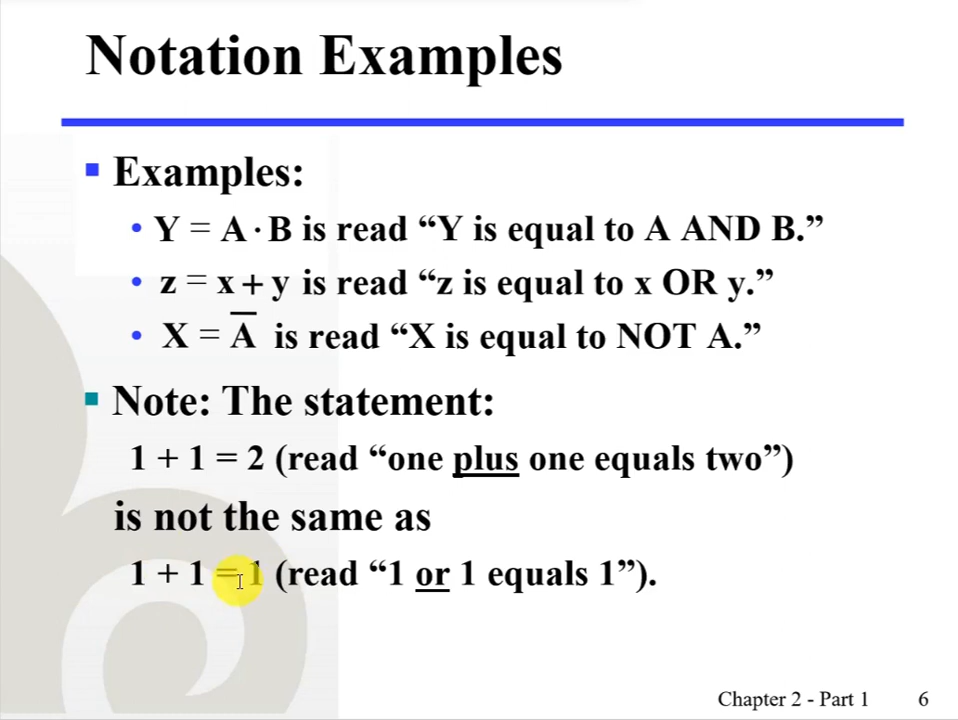 Notation Examples
▪ Examples:
• Y = A · B is read “Y is equal to A AND B.”
• z = x + y is read “z is equal to x OR y.”
• X = A̅ is read “X is equal to NOT A.”
▪ Note: The statement:
1 + 1 = 2 (read “one plus one equals two”)
is not the same as
1 + 1 = 1 (read “1 or 1 equals 1”).
Chapter 2 - Part 1 6